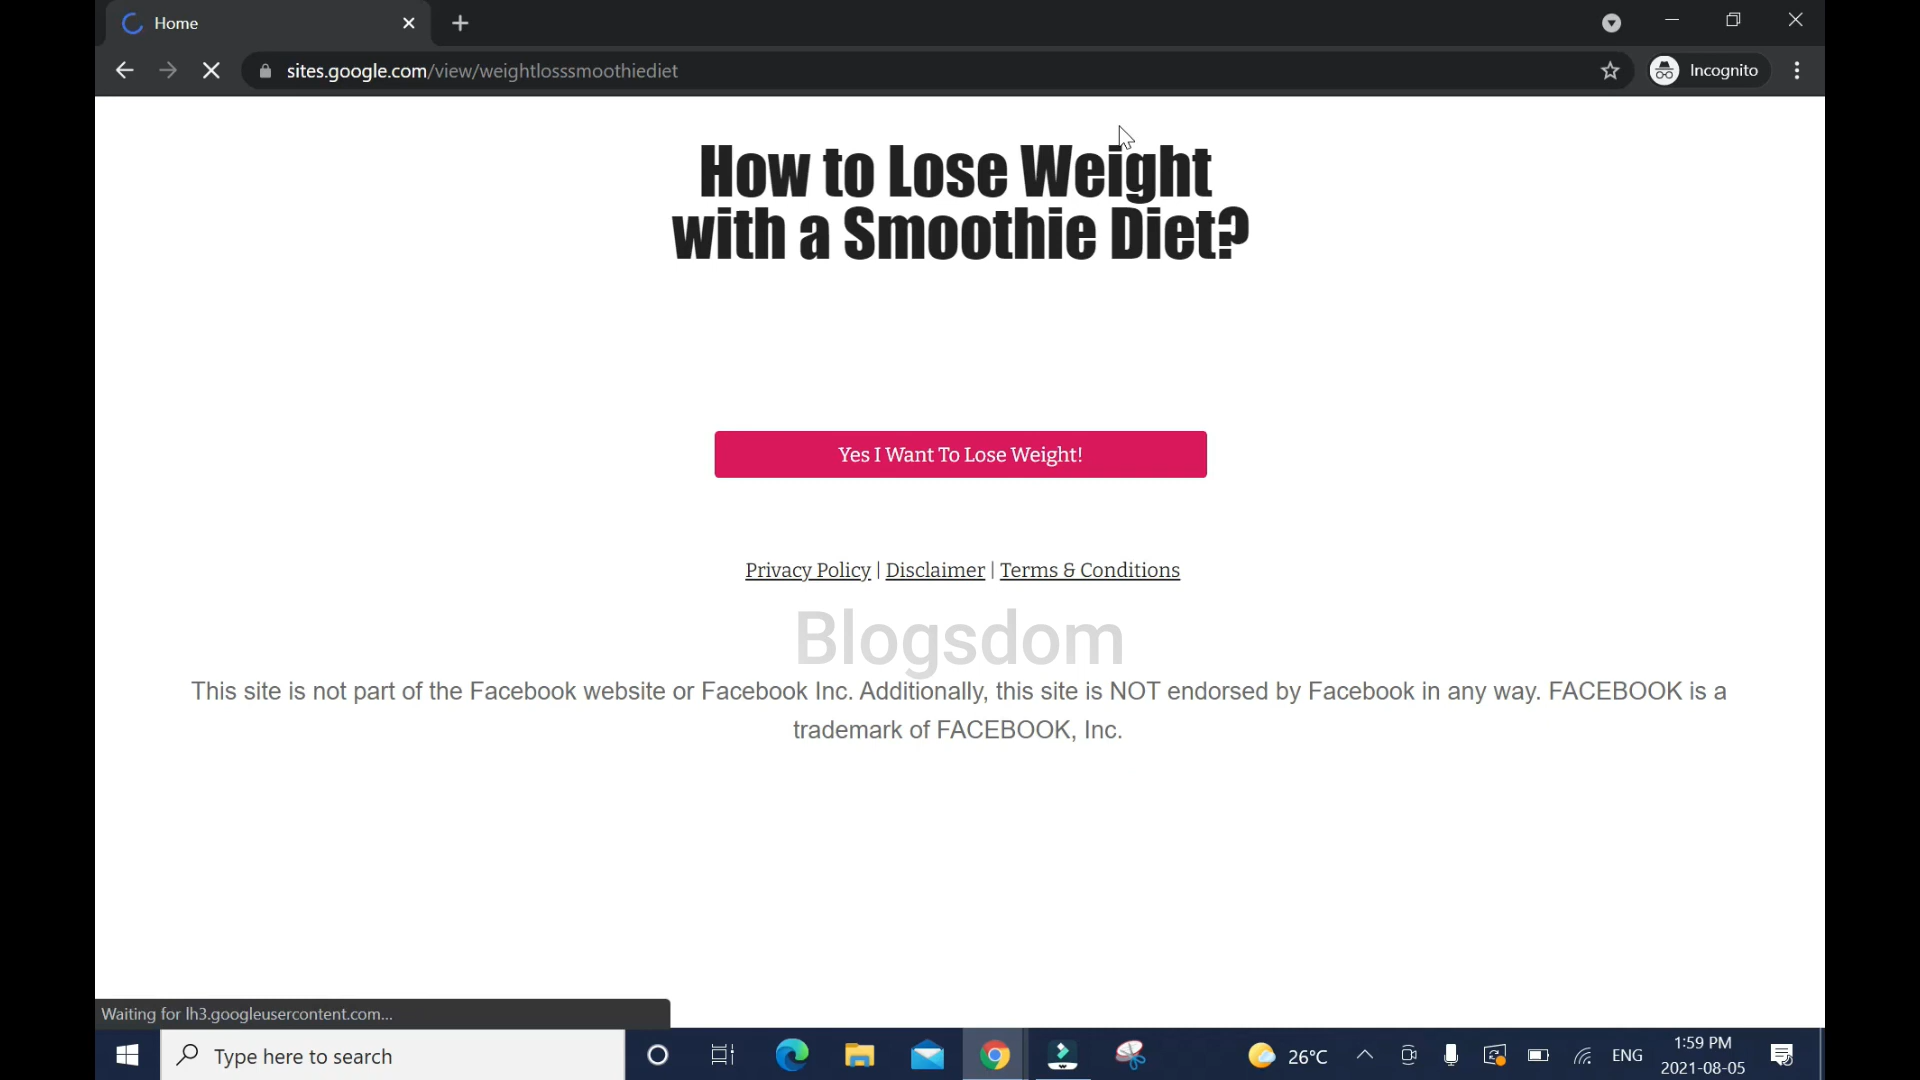 Home
sites.google.com/view/weightlosssmoothiediet
Incognito
How to Lose Weight
with a Smoothie Diet?
Yes I Want To Lose Weight!
Privacy Policy | Disclaimer | Terms & Conditions
Blogsdom
This site is not part of the Facebook website or Facebook Inc. Additionally, this site is NOT endorsed by Facebook in any way. FACEBOOK is a
trademark of FACEBOOK, Inc.
Waiting for lh3.googleusercontent.com...
Type here to search
26°C
ENG
1:59 PM
2021-08-05